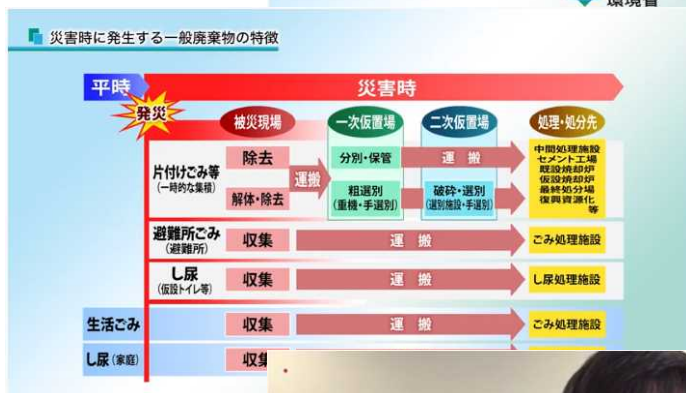 環境省
災害時に発生する一般廃棄物の特徴
平時
災害時
発災
被災現場
一次仮置場
二次仮置場
処理・処分先
片付けごみ等
(一時的な集積)
除去
解体・除去
運搬
分別・保管
運搬
粗選別
(重機・手選別)
破砕・選別
(選別施設・手選別)
中間処理施設
セメント工場
既設焼却炉
仮設焼却炉
最終処分場
復興資源化
等
避難所ごみ
(避難所)
収集
運搬
ごみ処理施設
し尿
(仮設トイレ等)
収集
運搬
し尿処理施設
生活ごみ
収集
運搬
ごみ処理施設
し尿(家庭)
収集